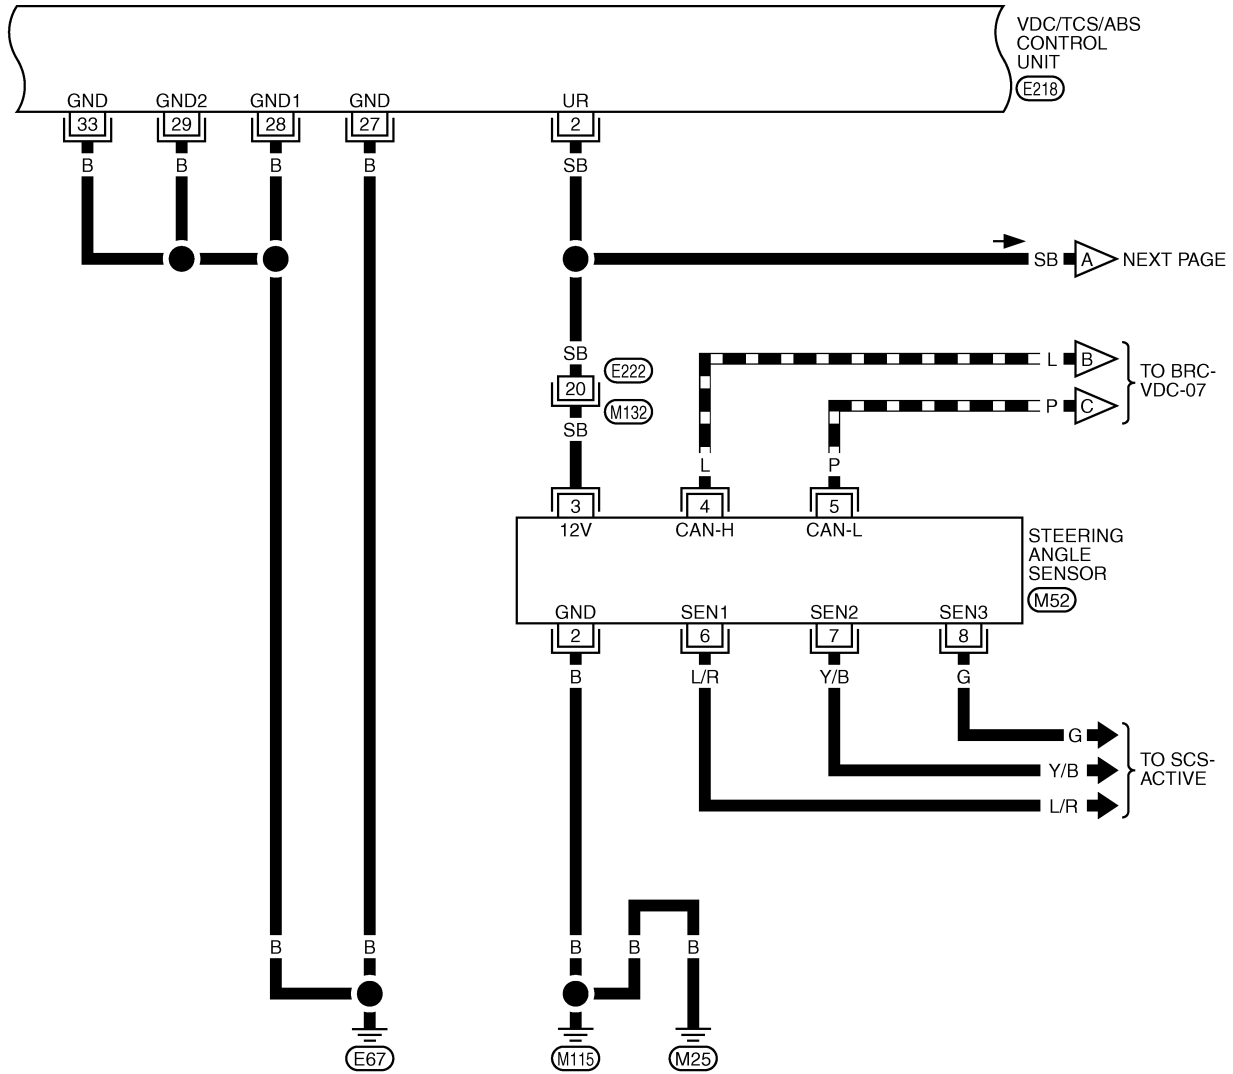 VDC/TCS/ABS
CONTROL
UNIT
E218
GND GND2 GND1 GND UR
33 29 28 27 2
B B B B SB
SB A NEXT PAGE
SB
E222
20
M132
SB
L B
P C
TO BRC-
VDC-07
L P
3 4 5
12V CAN-H CAN-L
STEERING
ANGLE
SENSOR
M52
GND SEN1 SEN2 SEN3
2 6 7 8
B L/R Y/B G
G
Y/B
L/R
TO SCS-
ACTIVE
B B B B B
E67 M115 M25